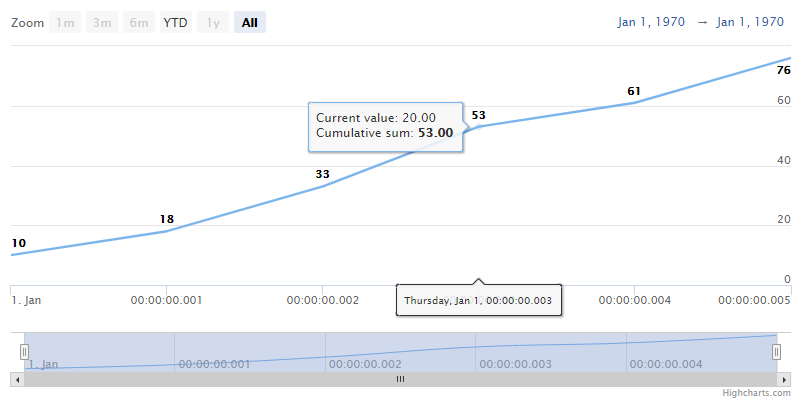 Zoom 1m 3m 6m YTD 1y All Jan 1, 1970 → Jan 1, 1970
76
60
61
53
Current value: 20.00
Cumulative sum: 53.00
40
33
18
20
10
0
Thursday, Jan 1, 00:00:00.003
1. Jan 00:00:00.001 00:00:00.002 00:00:00.004 00:00:00.005
1. Jan 00:00:00.001 00:00:00.002 00:00:00.003 00:00:00.004
Highcharts.com